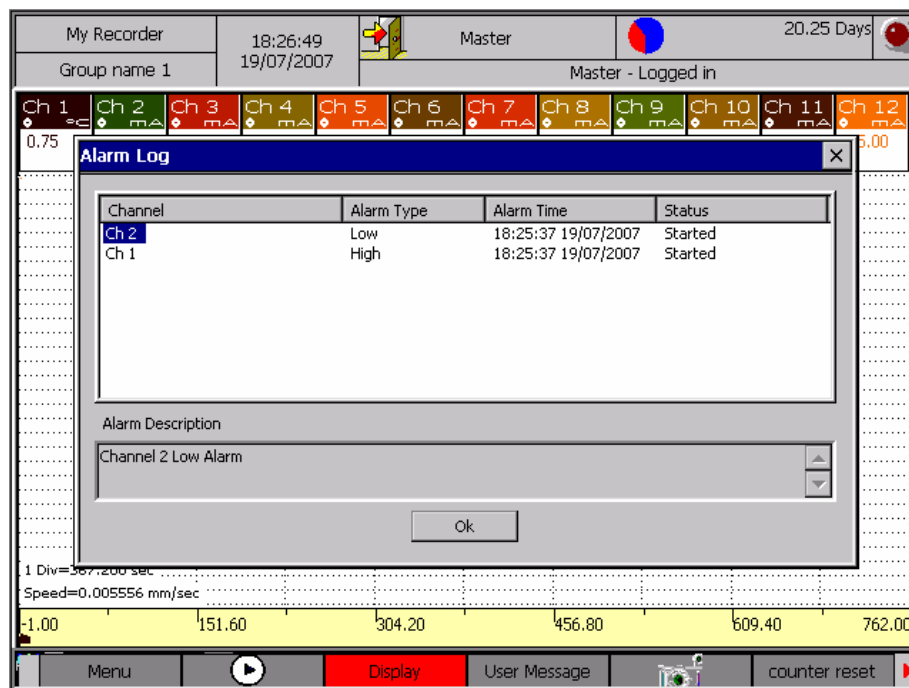 My Recorder
18:26:49
19/07/2007
Master
20.25 Days
Group name 1
Master - Logged in
Ch 1 Ch 2 Ch 3 Ch 4 Ch 5 Ch 6 Ch 7 Ch 8 Ch 9 Ch 10 Ch 11 Ch 12
°C mA mA mA mA mA mA mA mA mA mA mA
0.75
Alarm Log
Channel Alarm Type Alarm Time Status
Ch 2 Low 18:25:37 19/07/2007 Started
Ch 1 High 18:25:37 19/07/2007 Started
Alarm Description
Channel 2 Low Alarm
Ok
Speed=0.005556 mm/sec
-1.00 151.60 304.20 456.80 609.40 762.00
Menu Display User Message counter reset